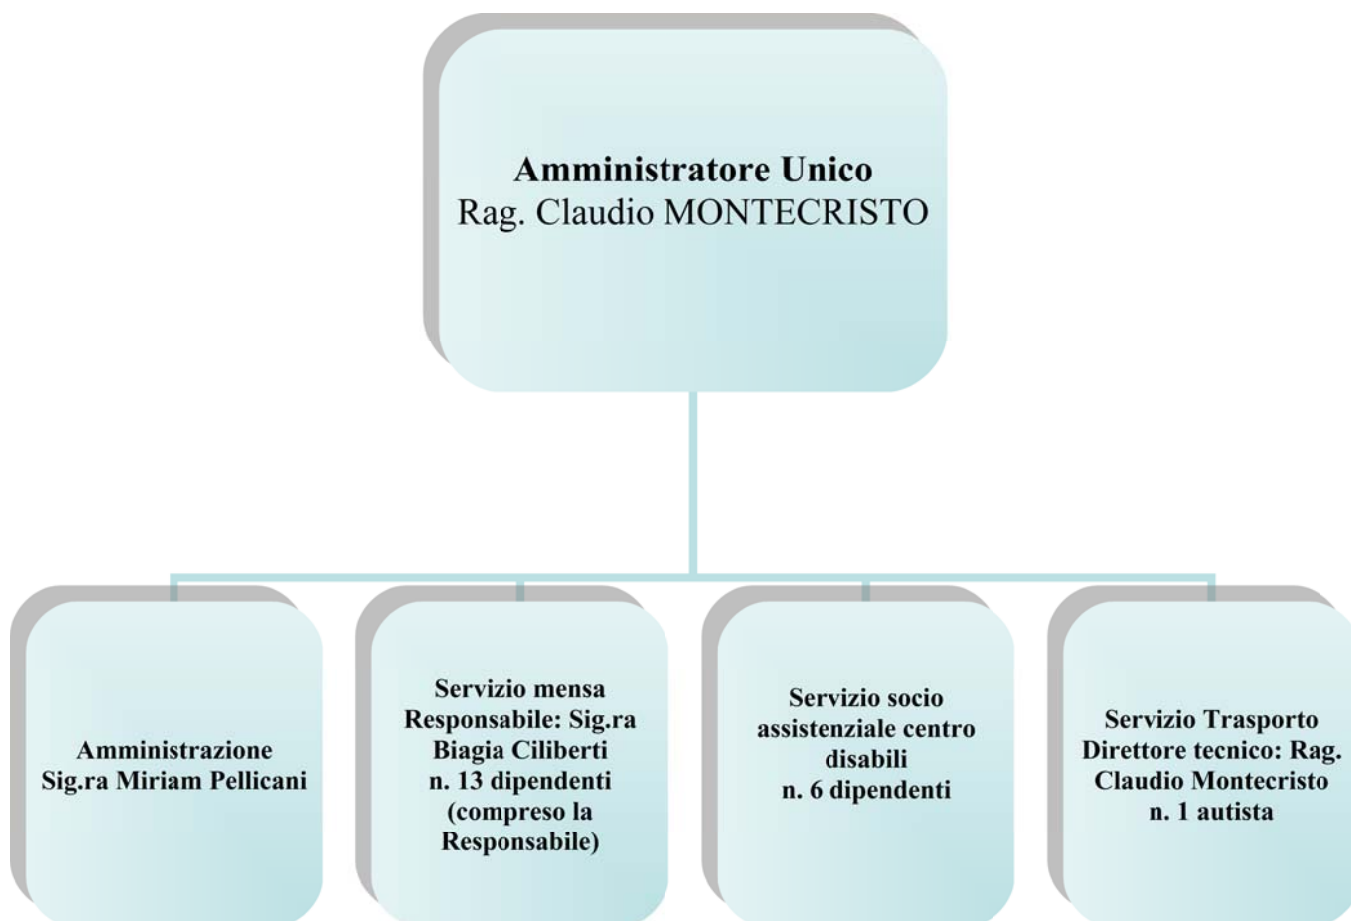 Amministratore Unico
Rag. Claudio MONTECRISTO
Amministrazione
Sig.ra Miriam Pellicani
Servizio mensa
Responsabile: Sig.ra
Biagia Ciliberti
n. 13 dipendenti
(compreso la
Responsabile)
Servizio socio
assistenziale centro
disabili
n. 6 dipendenti
Servizio Trasporto
Direttore tecnico: Rag.
Claudio Montecristo
n. 1 autista